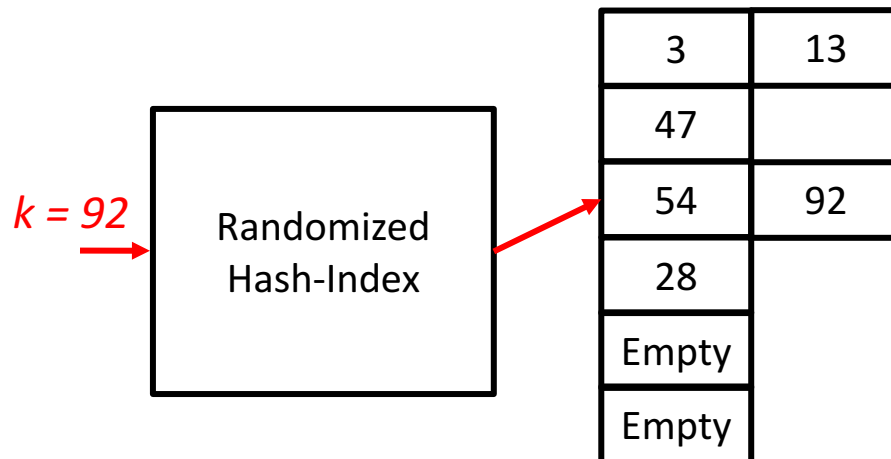 3 13
47
k = 92
54 92
Randomized
Hash-Index
28
Empty
Empty